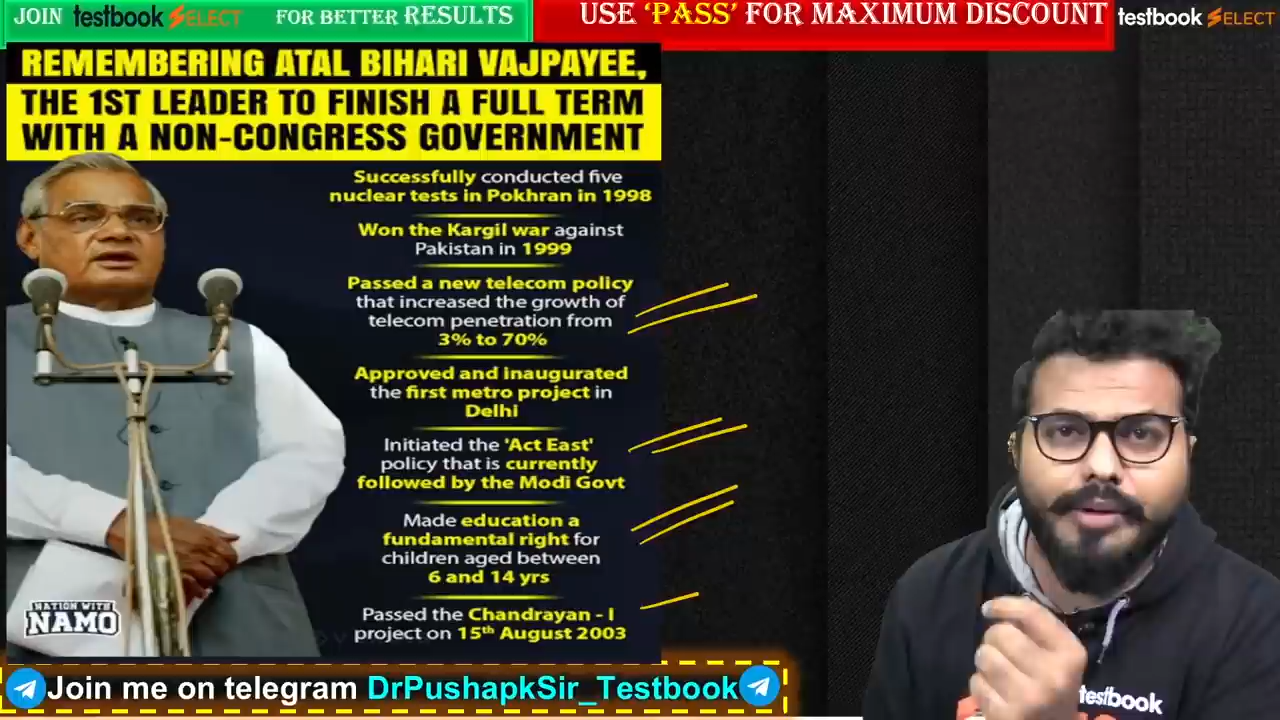 JOIN testbook SELECT FOR BETTER RESULTS
USE ‘PASS’ FOR MAXIMUM DISCOUNT testbook SELECT
REMEMBERING ATAL BIHARI VAJPAYEE,
THE 1ST LEADER TO FINISH A FULL TERM
WITH A NON-CONGRESS GOVERNMENT
Successfully conducted five
nuclear tests in Pokhran in 1998
Won the Kargil war against
Pakistan in 1999
Passed a new telecom policy
that increased the growth of
telecom penetration from
3% to 70%
Approved and inaugurated
the first metro project in
Delhi
Initiated the 'Act East'
policy that is currently
followed by the Modi Govt
Made education a
fundamental right for
children aged between
6 and 14 yrs
Passed the Chandrayan - I
project on 15th August 2003
NATION WITH
NAMO
Join me on telegram DrPushapkSir_Testbook
testbook